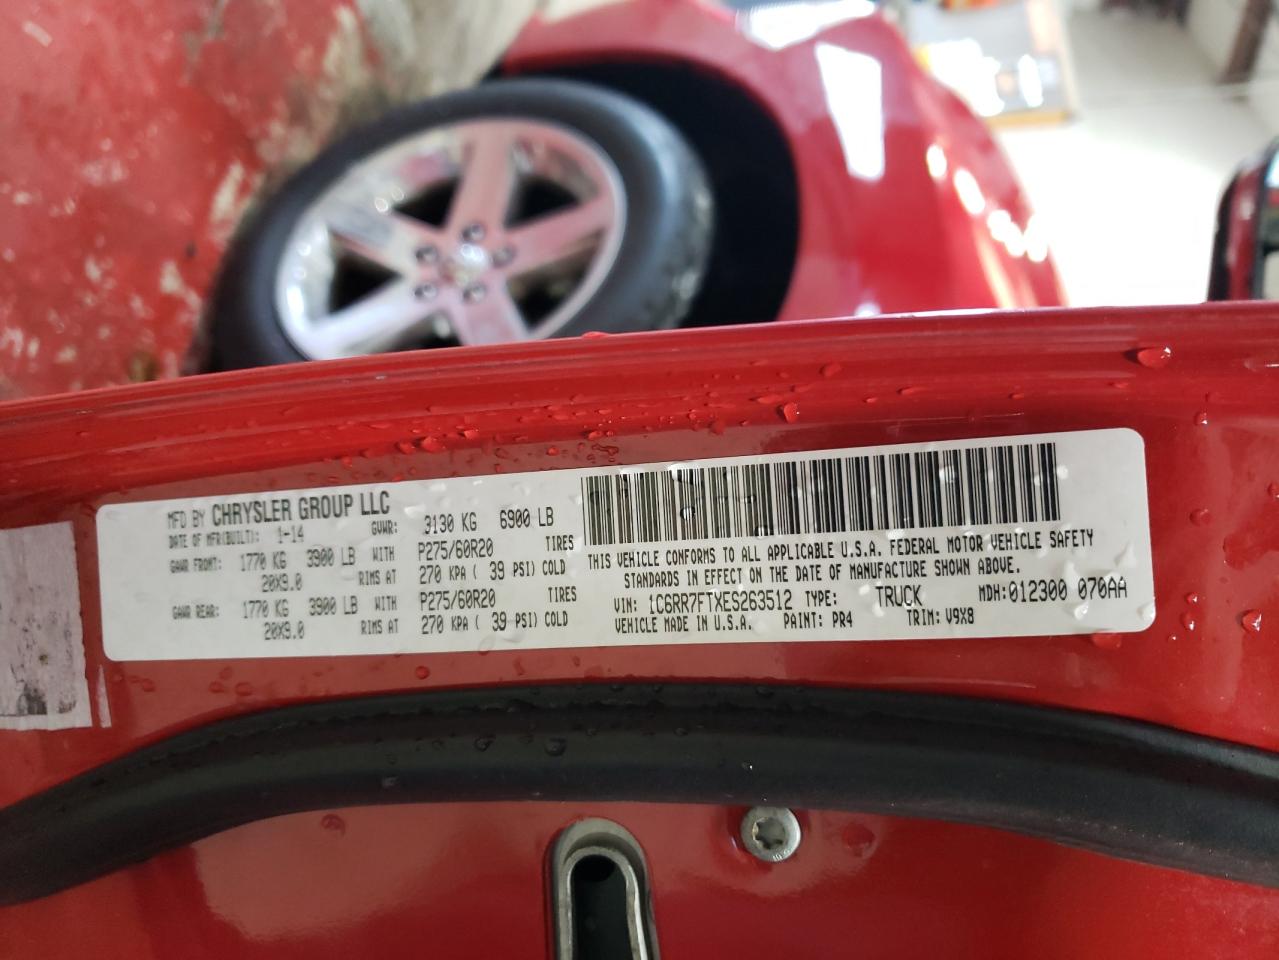 MFD BY CHRYSLER GROUP LLC
DATE OF MFR(BUILT): 1-14 GVWR: 3130 KG 6900 LB
GAWR FRONT: 1770 KG 3900 LB WITH P275/60R20 TIRES
20X9.0 RIMS AT 270 KPA ( 39 PSI) COLD
GAWR REAR: 1770 KG 3900 LB WITH P275/60R20 TIRES
20X9.0 RIMS AT 270 KPA ( 39 PSI) COLD
THIS VEHICLE CONFORMS TO ALL APPLICABLE U.S.A. FEDERAL MOTOR VEHICLE SAFETY
STANDARDS IN EFFECT ON THE DATE OF MANUFACTURE SHOWN ABOVE.
VIN: 1C6RR7FTXES263512 TYPE: TRUCK MDH:012300 070AA
VEHICLE MADE IN U.S.A. PAINT: PR4 TRIM: V9X8